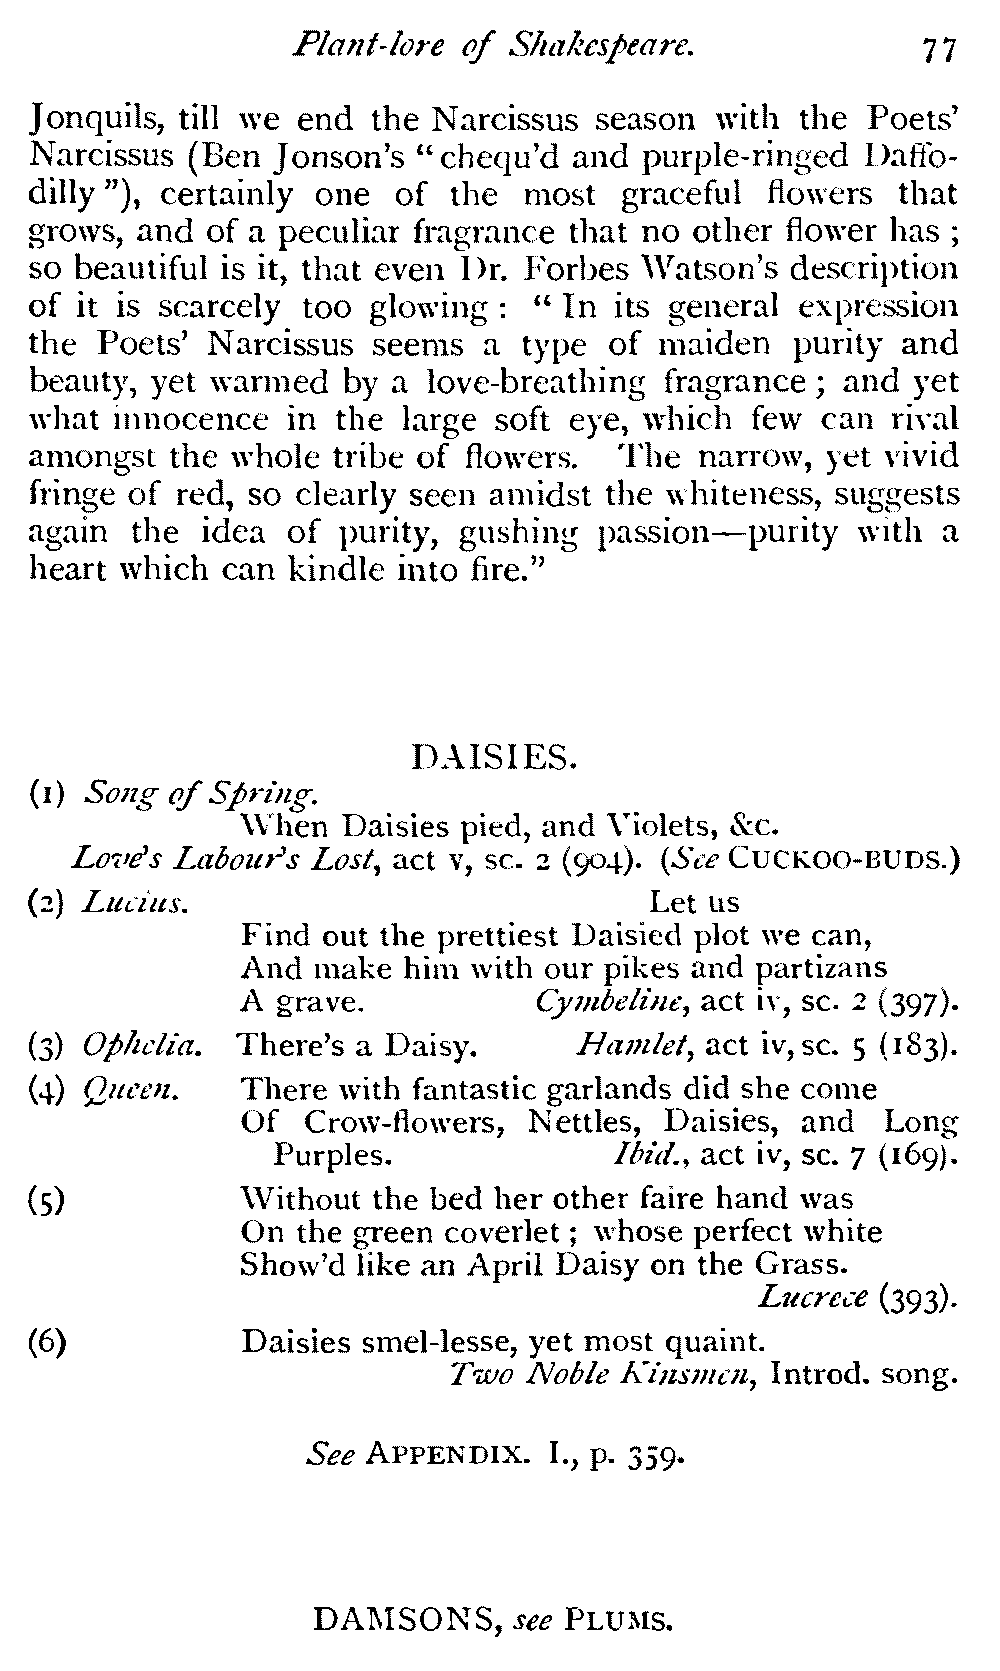 Plant-lore of Shakespeare. 77
Jonquils, till we end the Narcissus season with the Poets'
Narcissus (Ben Jonson's “chequ'd and purple-ringed Daffo-
dilly”), certainly one of the most graceful flowers that
grows, and of a peculiar fragrance that no other flower has ;
so beautiful is it, that even Dr. Forbes Watson's description
of it is scarcely too glowing : “In its general expression
the Poets' Narcissus seems a type of maiden purity and
beauty, yet warmed by a love-breathing fragrance ; and yet
what innocence in the large soft eye, which few can rival
amongst the whole tribe of flowers. The narrow, yet vivid
fringe of red, so clearly seen amidst the whiteness, suggests
again the idea of purity, gushing passion—purity with a
heart which can kindle into fire.”
DAISIES.
(1) Song of Spring.
When Daisies pied, and Violets, &c.
Love's Labour's Lost, act v, sc. 2 (904). (See CUCKOO-BUDS.)
(2) Lucius. Let us
Find out the prettiest Daisied plot we can,
And make him with our pikes and partizans
A grave. Cymbeline, act iv, sc. 2 (397).
(3) Ophelia. There's a Daisy. Hamlet, act iv, sc. 5 (183).
(4) Queen. There with fantastic garlands did she come
Of Crow-flowers, Nettles, Daisies, and Long
Purples. Ibid., act iv, sc. 7 (169).
(5) Without the bed her other faire hand was
On the green coverlet ; whose perfect white
Show'd like an April Daisy on the Grass.
Lucrece (393).
(6) Daisies smel-lesse, yet most quaint.
Two Noble Kinsmen, Introd. song.
See APPENDIX. I., p. 359.
DAMSONS, see PLUMS.